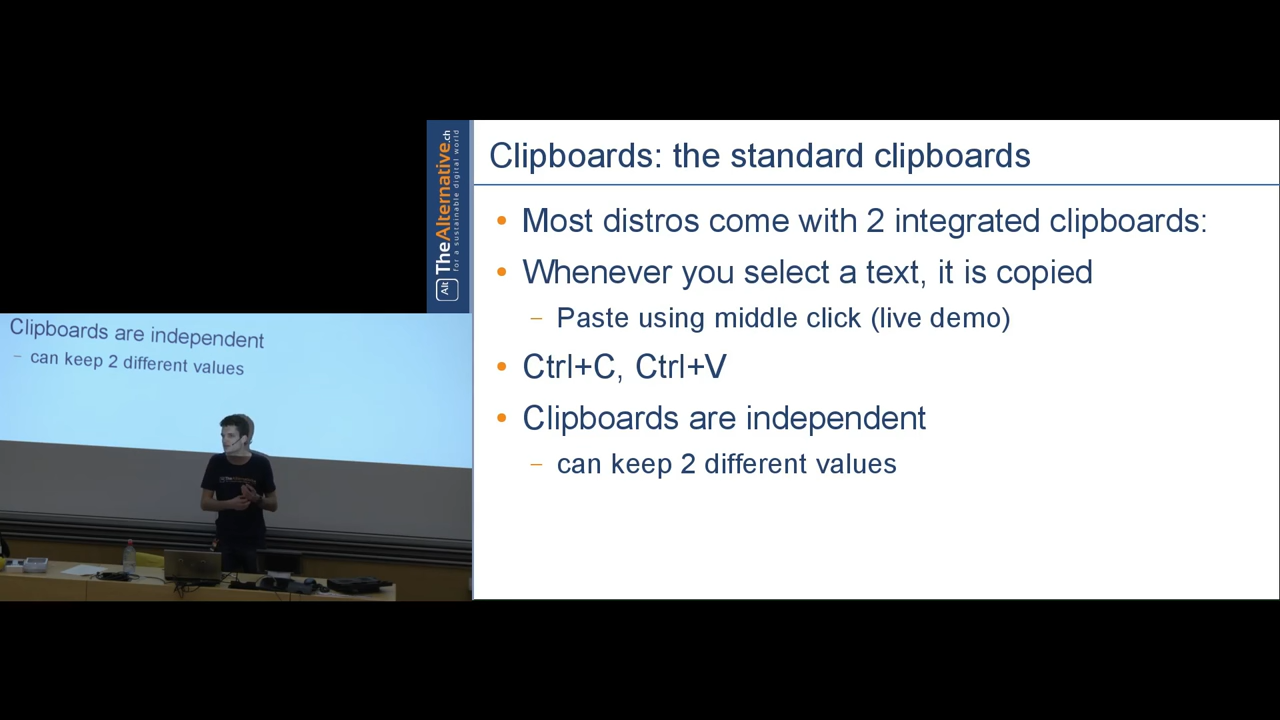 Clipboards: the standard clipboards
Most distros come with 2 integrated clipboards:
Whenever you select a text, it is copied
– Paste using middle click (live demo)
Ctrl+C, Ctrl+V
Clipboards are independent
– can keep 2 different values
Alt TheAlternative.ch
for a sustainable digital world
Clipboards are independent
– can keep 2 different values